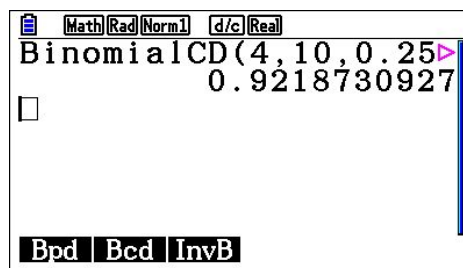 Math Rad Norm1 d/c Real
BinomialCD(4,10,0.25
0.9218730927
Bpd Bcd InvB